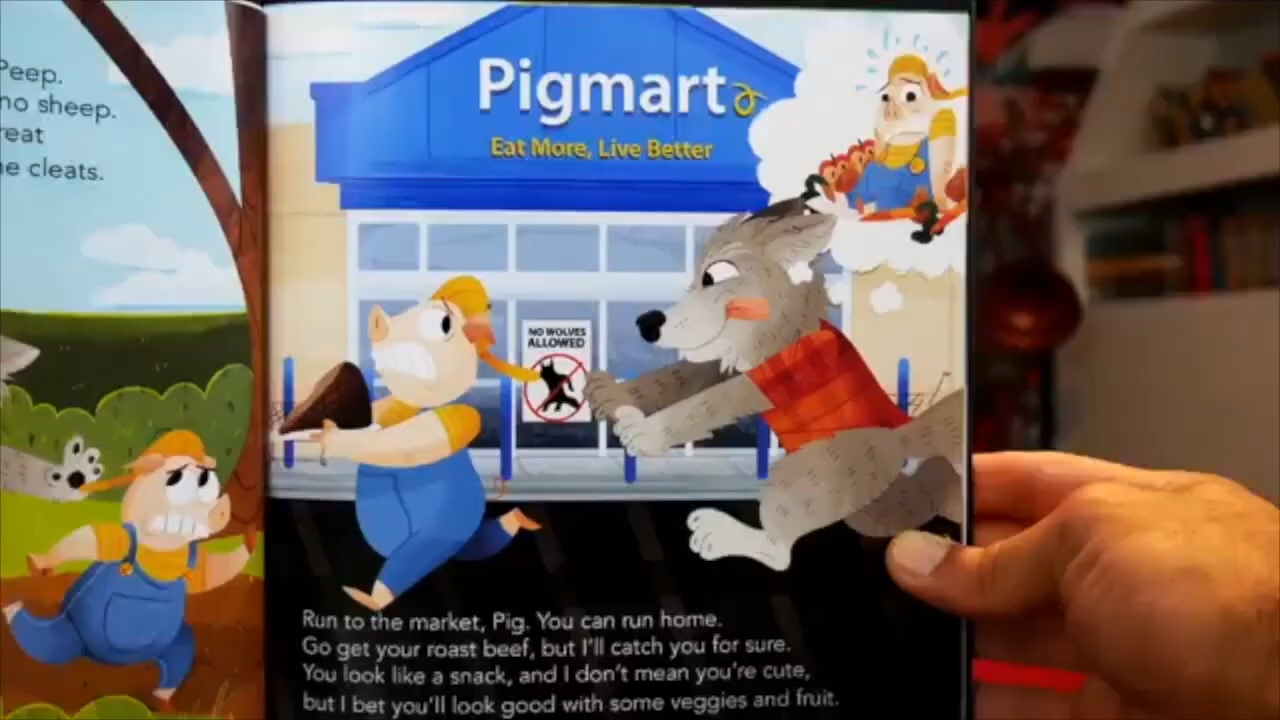 Peep.
no sheep.
reat
e cleats.
Pigmart
Eat More, Live Better
NO WOLVES
ALLOWED
Run to the market, Pig. You can run home.
Go get your roast beef, but I'll catch you for sure.
You look like a snack, and I don't mean you're cute,
but I bet you'll look good with some veggies and fruit.